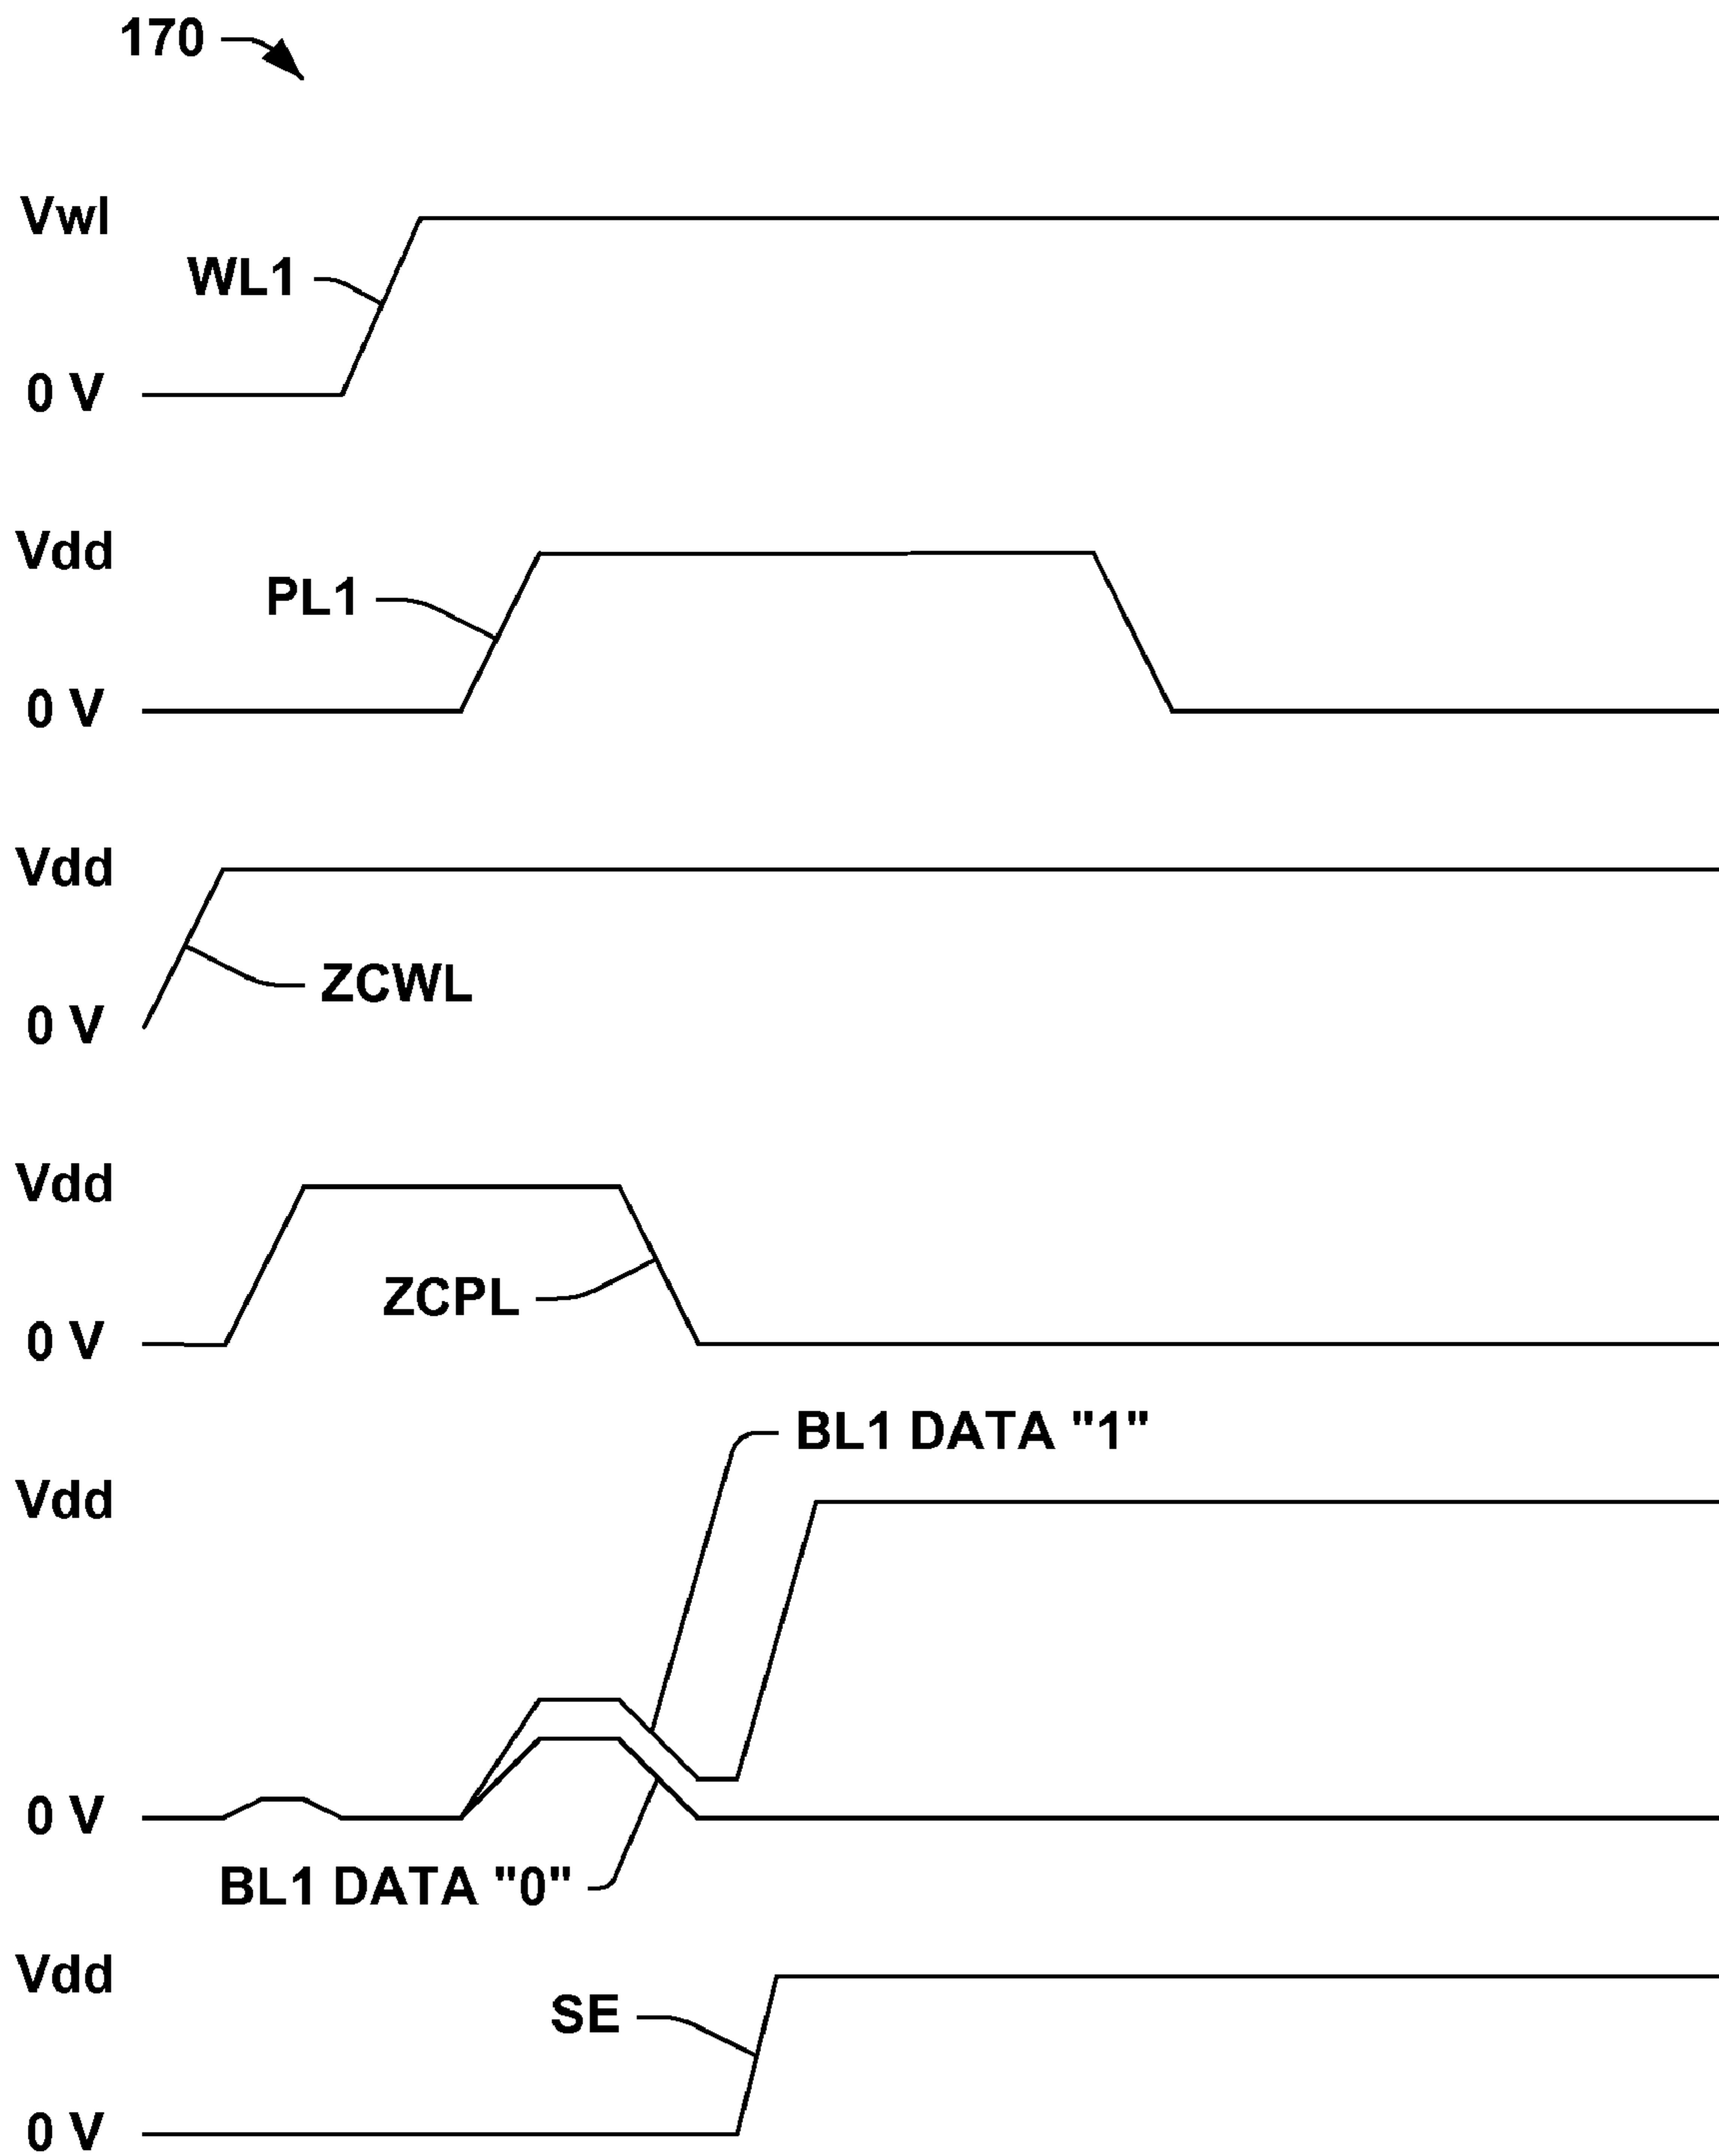 170
Vwl
WL1
0 V
Vdd
PL1
0 V
Vdd
ZCWL
0 V
Vdd
ZCPL
0 V
BL1 DATA "1"
Vdd
0 V
BL1 DATA "0"
Vdd
SE
0 V